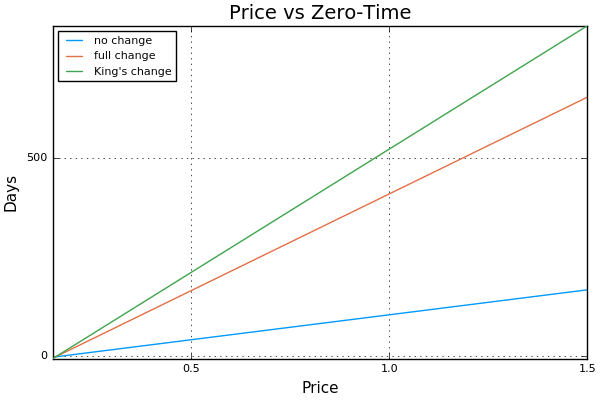 Price vs Zero-Time
no change
full change
King's change
Days
500
0
0.5
1.0
1.5
Price